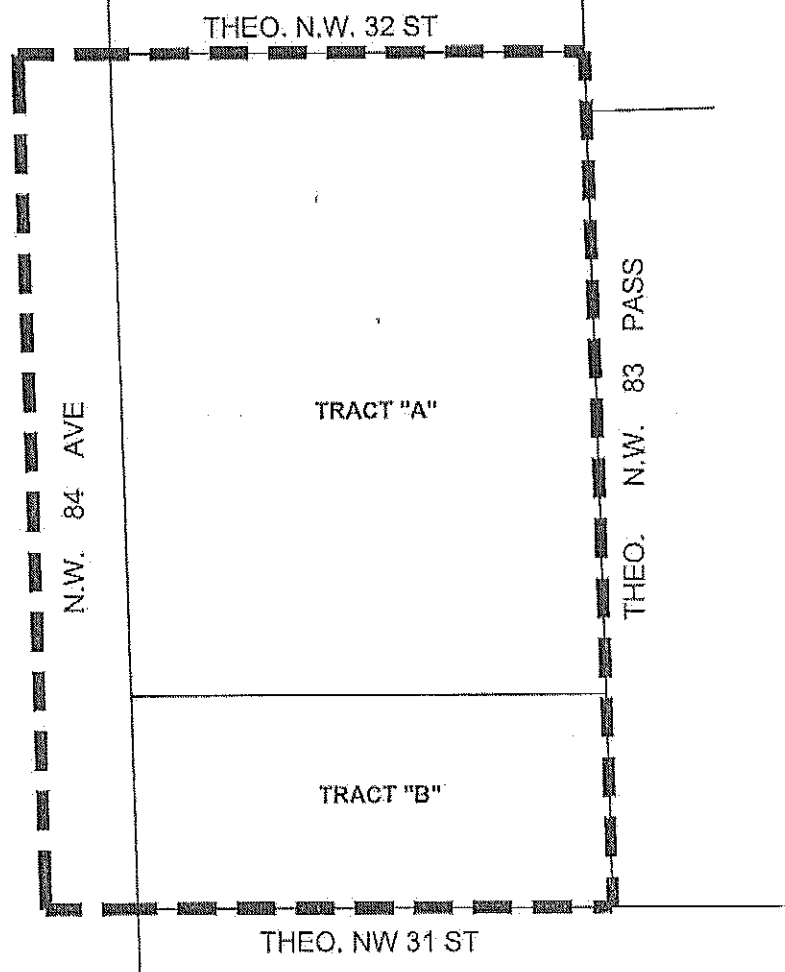 THEO. N.W. 32 ST
TRACT "A"
N.W. 84 AVE
THEO. N.W. 83 PASS
TRACT "B"
THEO. NW 31 ST